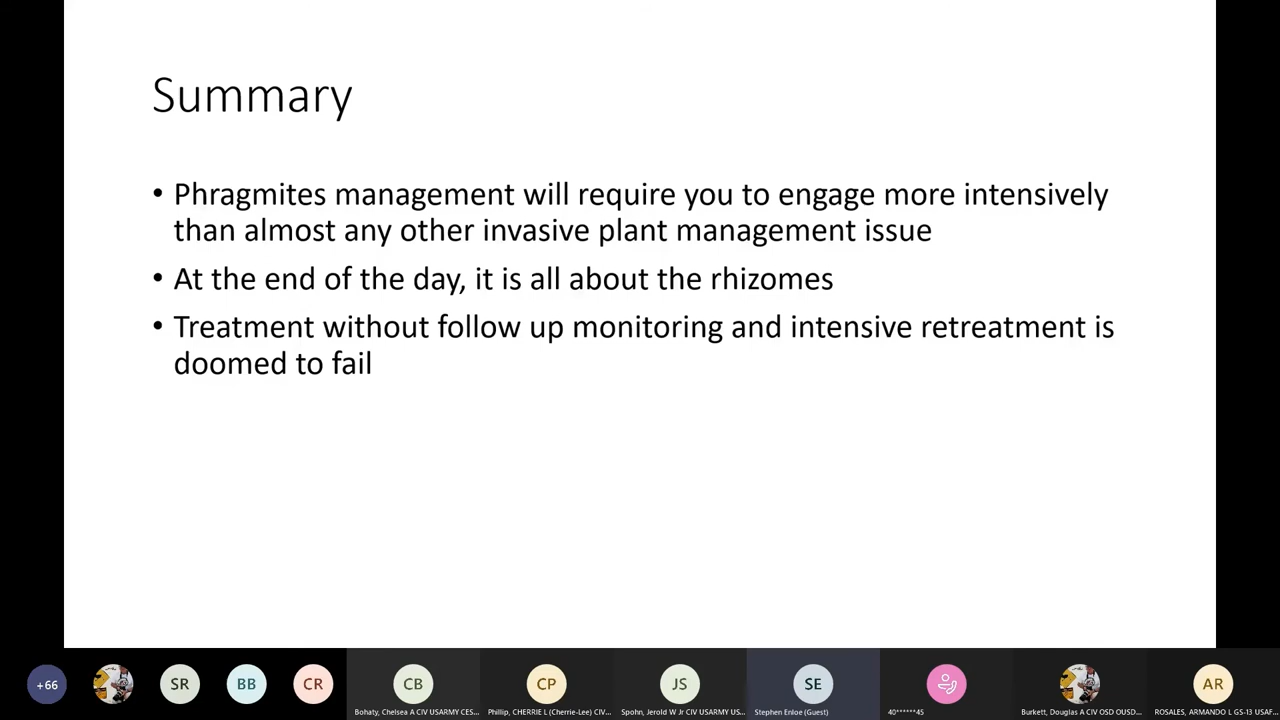 Summary
• Phragmites management will require you to engage more intensively
than almost any other invasive plant management issue
• At the end of the day, it is all about the rhizomes
• Treatment without follow up monitoring and intensive retreatment is
doomed to fail
+66
SR
BB
CR
CB
CP
JS
SE
AR
Bohaty, Chelsea A CIV USARMY CES...
Phillip, CHERRIE L (Cherrie-Lee) CIV...
Spohn, Jerold W Jr CIV USARMY US...
Stephen Enloe (Guest)
40******45
Burkett, Douglas A CIV OSD OUSD...
ROSALES, ARMANDO L GS-13 USAF...